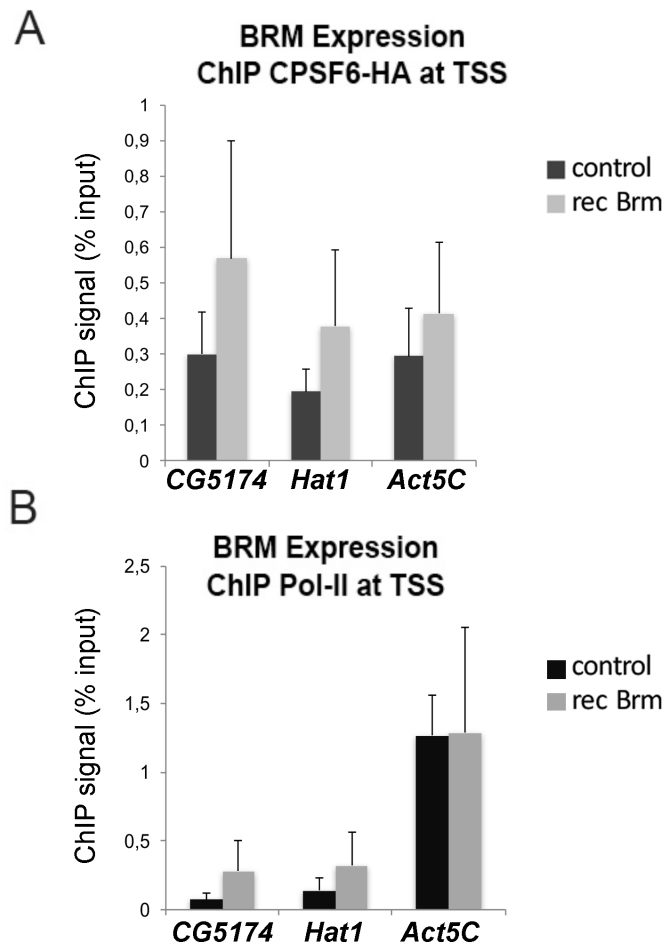 A
BRM Expression
ChIP CPSF6-HA at TSS
ChIP signal (% input)
1
0,9
0,8
0,7
0,6
0,5
0,4
0,3
0,2
0,1
0
CG5174 Hat1 Act5C
control
rec Brm
B
BRM Expression
ChIP Pol-II at TSS
ChIP signal (% input)
2,5
2
1,5
1
0,5
0
CG5174 Hat1 Act5C
control
rec Brm